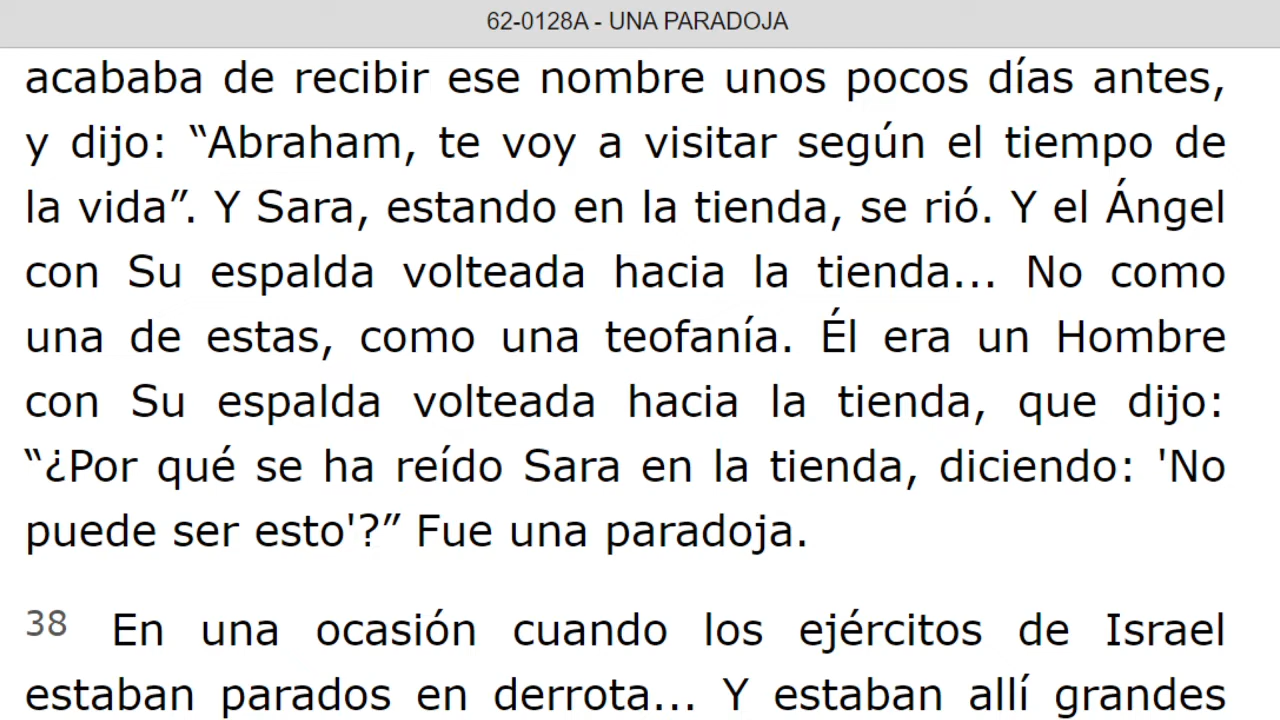 62-0128A - UNA PARADOJA
acababa de recibir ese nombre unos pocos días antes,
y dijo: “Abraham, te voy a visitar según el tiempo de
la vida”. Y Sara, estando en la tienda, se rió. Y el Ángel
con Su espalda volteada hacia la tienda... No como
una de estas, como una teofanía. Él era un Hombre
con Su espalda volteada hacia la tienda, que dijo:
“¿Por qué se ha reído Sara en la tienda, diciendo: 'No
puede ser esto'?” Fue una paradoja.
38 En una ocasión cuando los ejércitos de Israel
estaban parados en derrota... Y estaban allí grandes